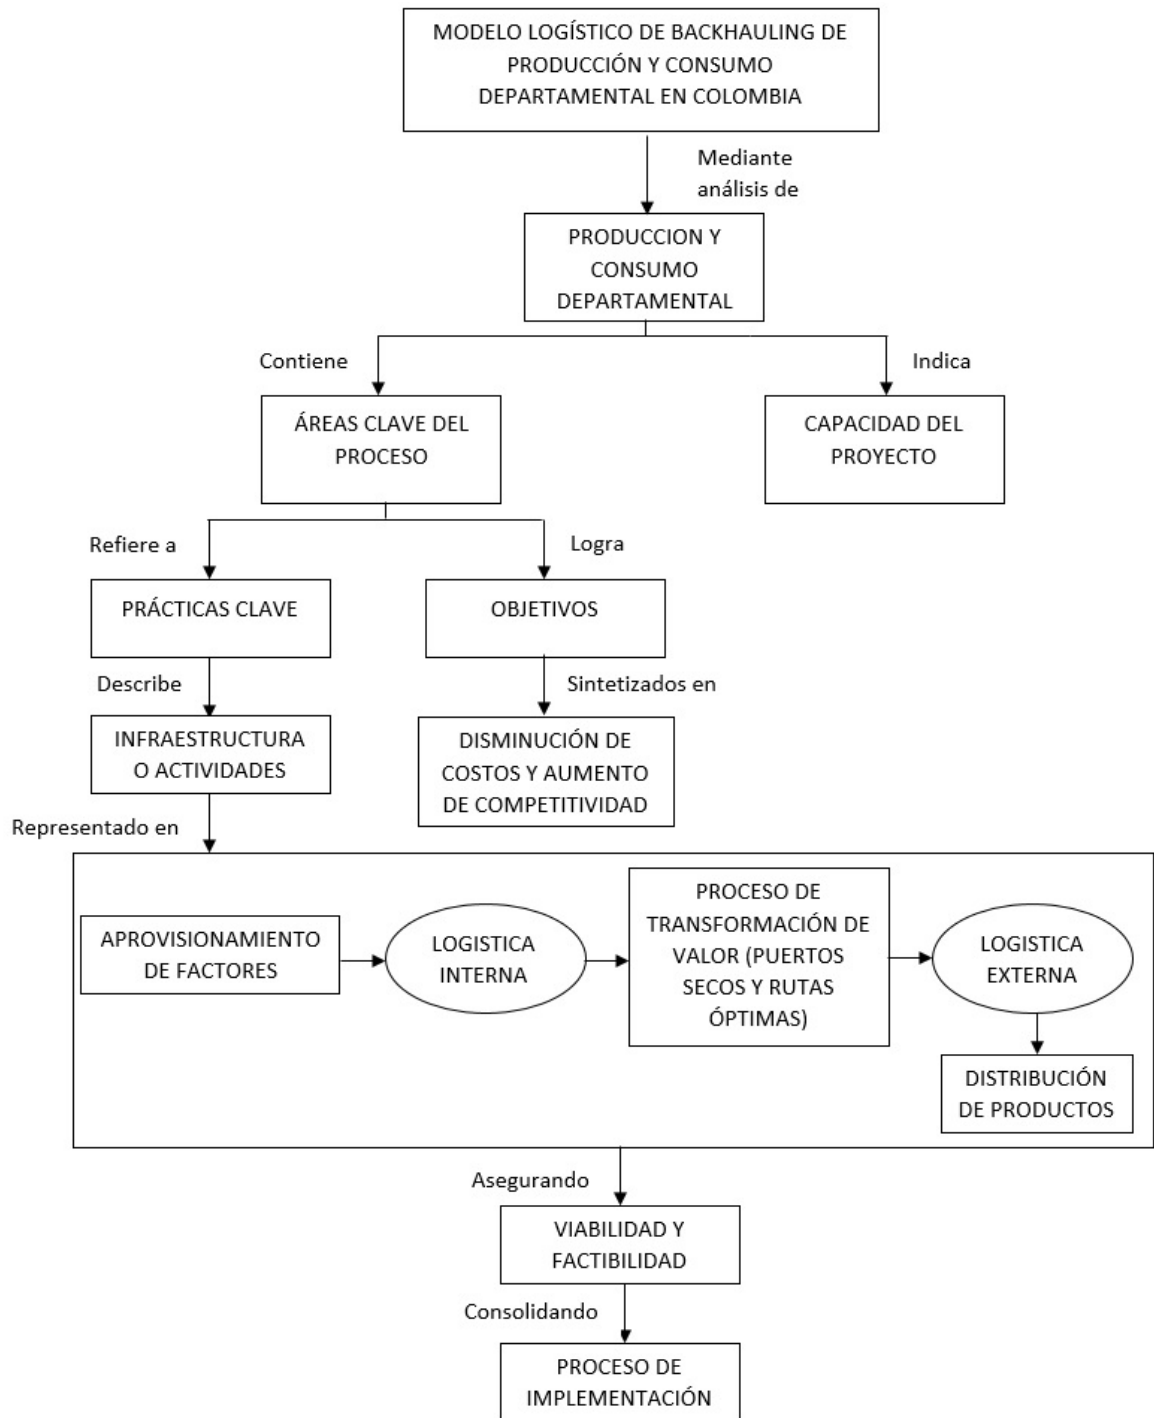 MODELO LOGÍSTICO DE BACKHAULING DE
PRODUCCIÓN Y CONSUMO
DEPARTAMENTAL EN COLOMBIA
Mediante
análisis de
PRODUCCION Y
CONSUMO
DEPARTAMENTAL
Contiene
Indica
ÁREAS CLAVE DEL
PROCESO
CAPACIDAD DEL
PROYECTO
Refiere a
Logra
PRÁCTICAS CLAVE
OBJETIVOS
Describe
Sintetizados en
INFRAESTRUCTURA
O ACTIVIDADES
DISMINUCIÓN DE
COSTOS Y AUMENTO
DE COMPETITIVIDAD
Representado en
APROVISIONAMIENTO
DE FACTORES
LOGISTICA
INTERNA
PROCESO DE
TRANSFORMACIÓN DE
VALOR (PUERTOS
SECOS Y RUTAS
ÓPTIMAS)
LOGISTICA
EXTERNA
DISTRIBUCIÓN
DE PRODUCTOS
Asegurando
VIABILIDAD Y
FACTIBILIDAD
Consolidando
PROCESO DE
IMPLEMENTACIÓN